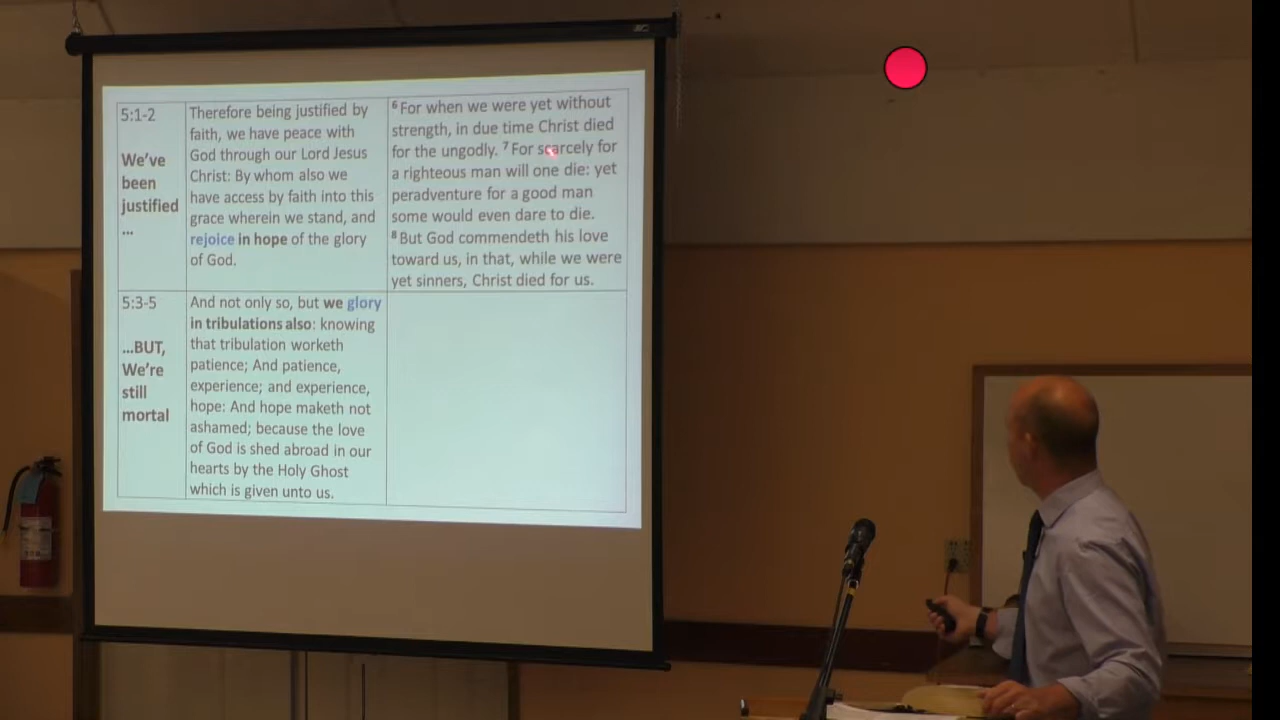 5:1-2
We've
been
justified
...
Therefore being justified by
faith, we have peace with
God through our Lord Jesus
Christ: By whom also we
have access by faith into this
grace wherein we stand, and
rejoice in hope of the glory
of God.
6 For when we were yet without
strength, in due time Christ died
for the ungodly. 7 For scarcely for
a righteous man will one die: yet
peradventure for a good man
some would even dare to die.
8 But God commendeth his love
toward us, in that, while we were
yet sinners, Christ died for us.
5:3-5
...BUT,
We're
still
mortal
And not only so, but we glory
in tribulations also: knowing
that tribulation worketh
patience; And patience,
experience; and experience,
hope: And hope maketh not
ashamed; because the love
of God is shed abroad in our
hearts by the Holy Ghost
which is given unto us.